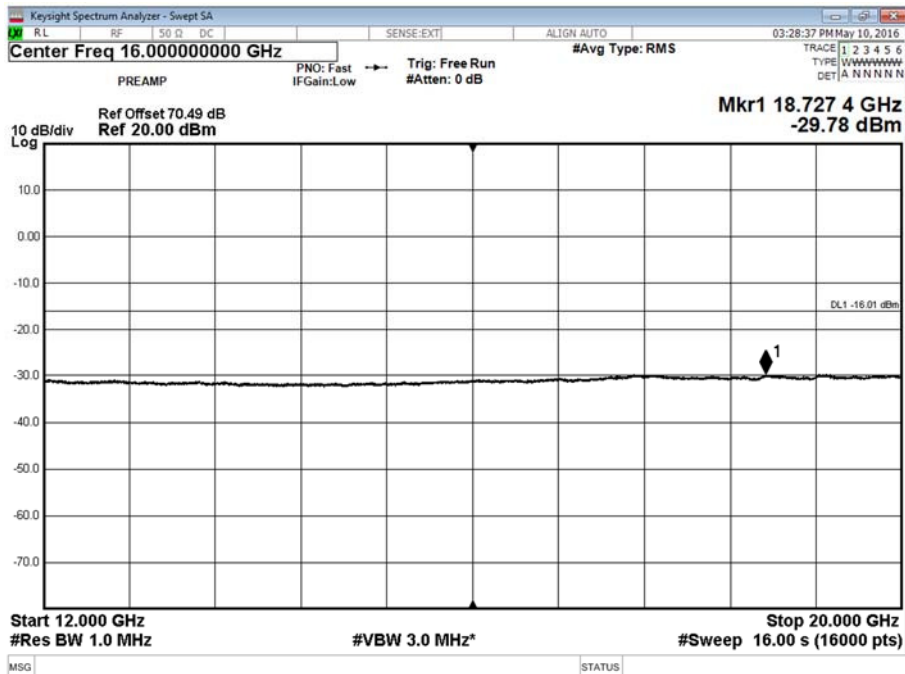 Keysight Spectrum Analyzer - Swept SA
LXI RL RF 50 Ω DC SENSE:EXT ALIGN AUTO 03:28:37 PM May 10, 2016
Center Freq 16.000000000 GHz #Avg Type: RMS TRACE 1 2 3 4 5 6
PNO: Fast Trig: Free Run TYPE WWWWWW
PREAMP IFGain:Low #Atten: 0 dB DET A N N N N N
Mkr1 18.727 4 GHz
Ref Offset 70.49 dB
10 dB/div Ref 20.00 dBm -29.78 dBm
Log
10.0
0.00
-10.0
DL1 -16.01 dBm
-20.0
1
-30.0
-40.0
-50.0
-60.0
-70.0
Start 12.000 GHz Stop 20.000 GHz
#Res BW 1.0 MHz #VBW 3.0 MHz* #Sweep 16.00 s (16000 pts)
MSG STATUS